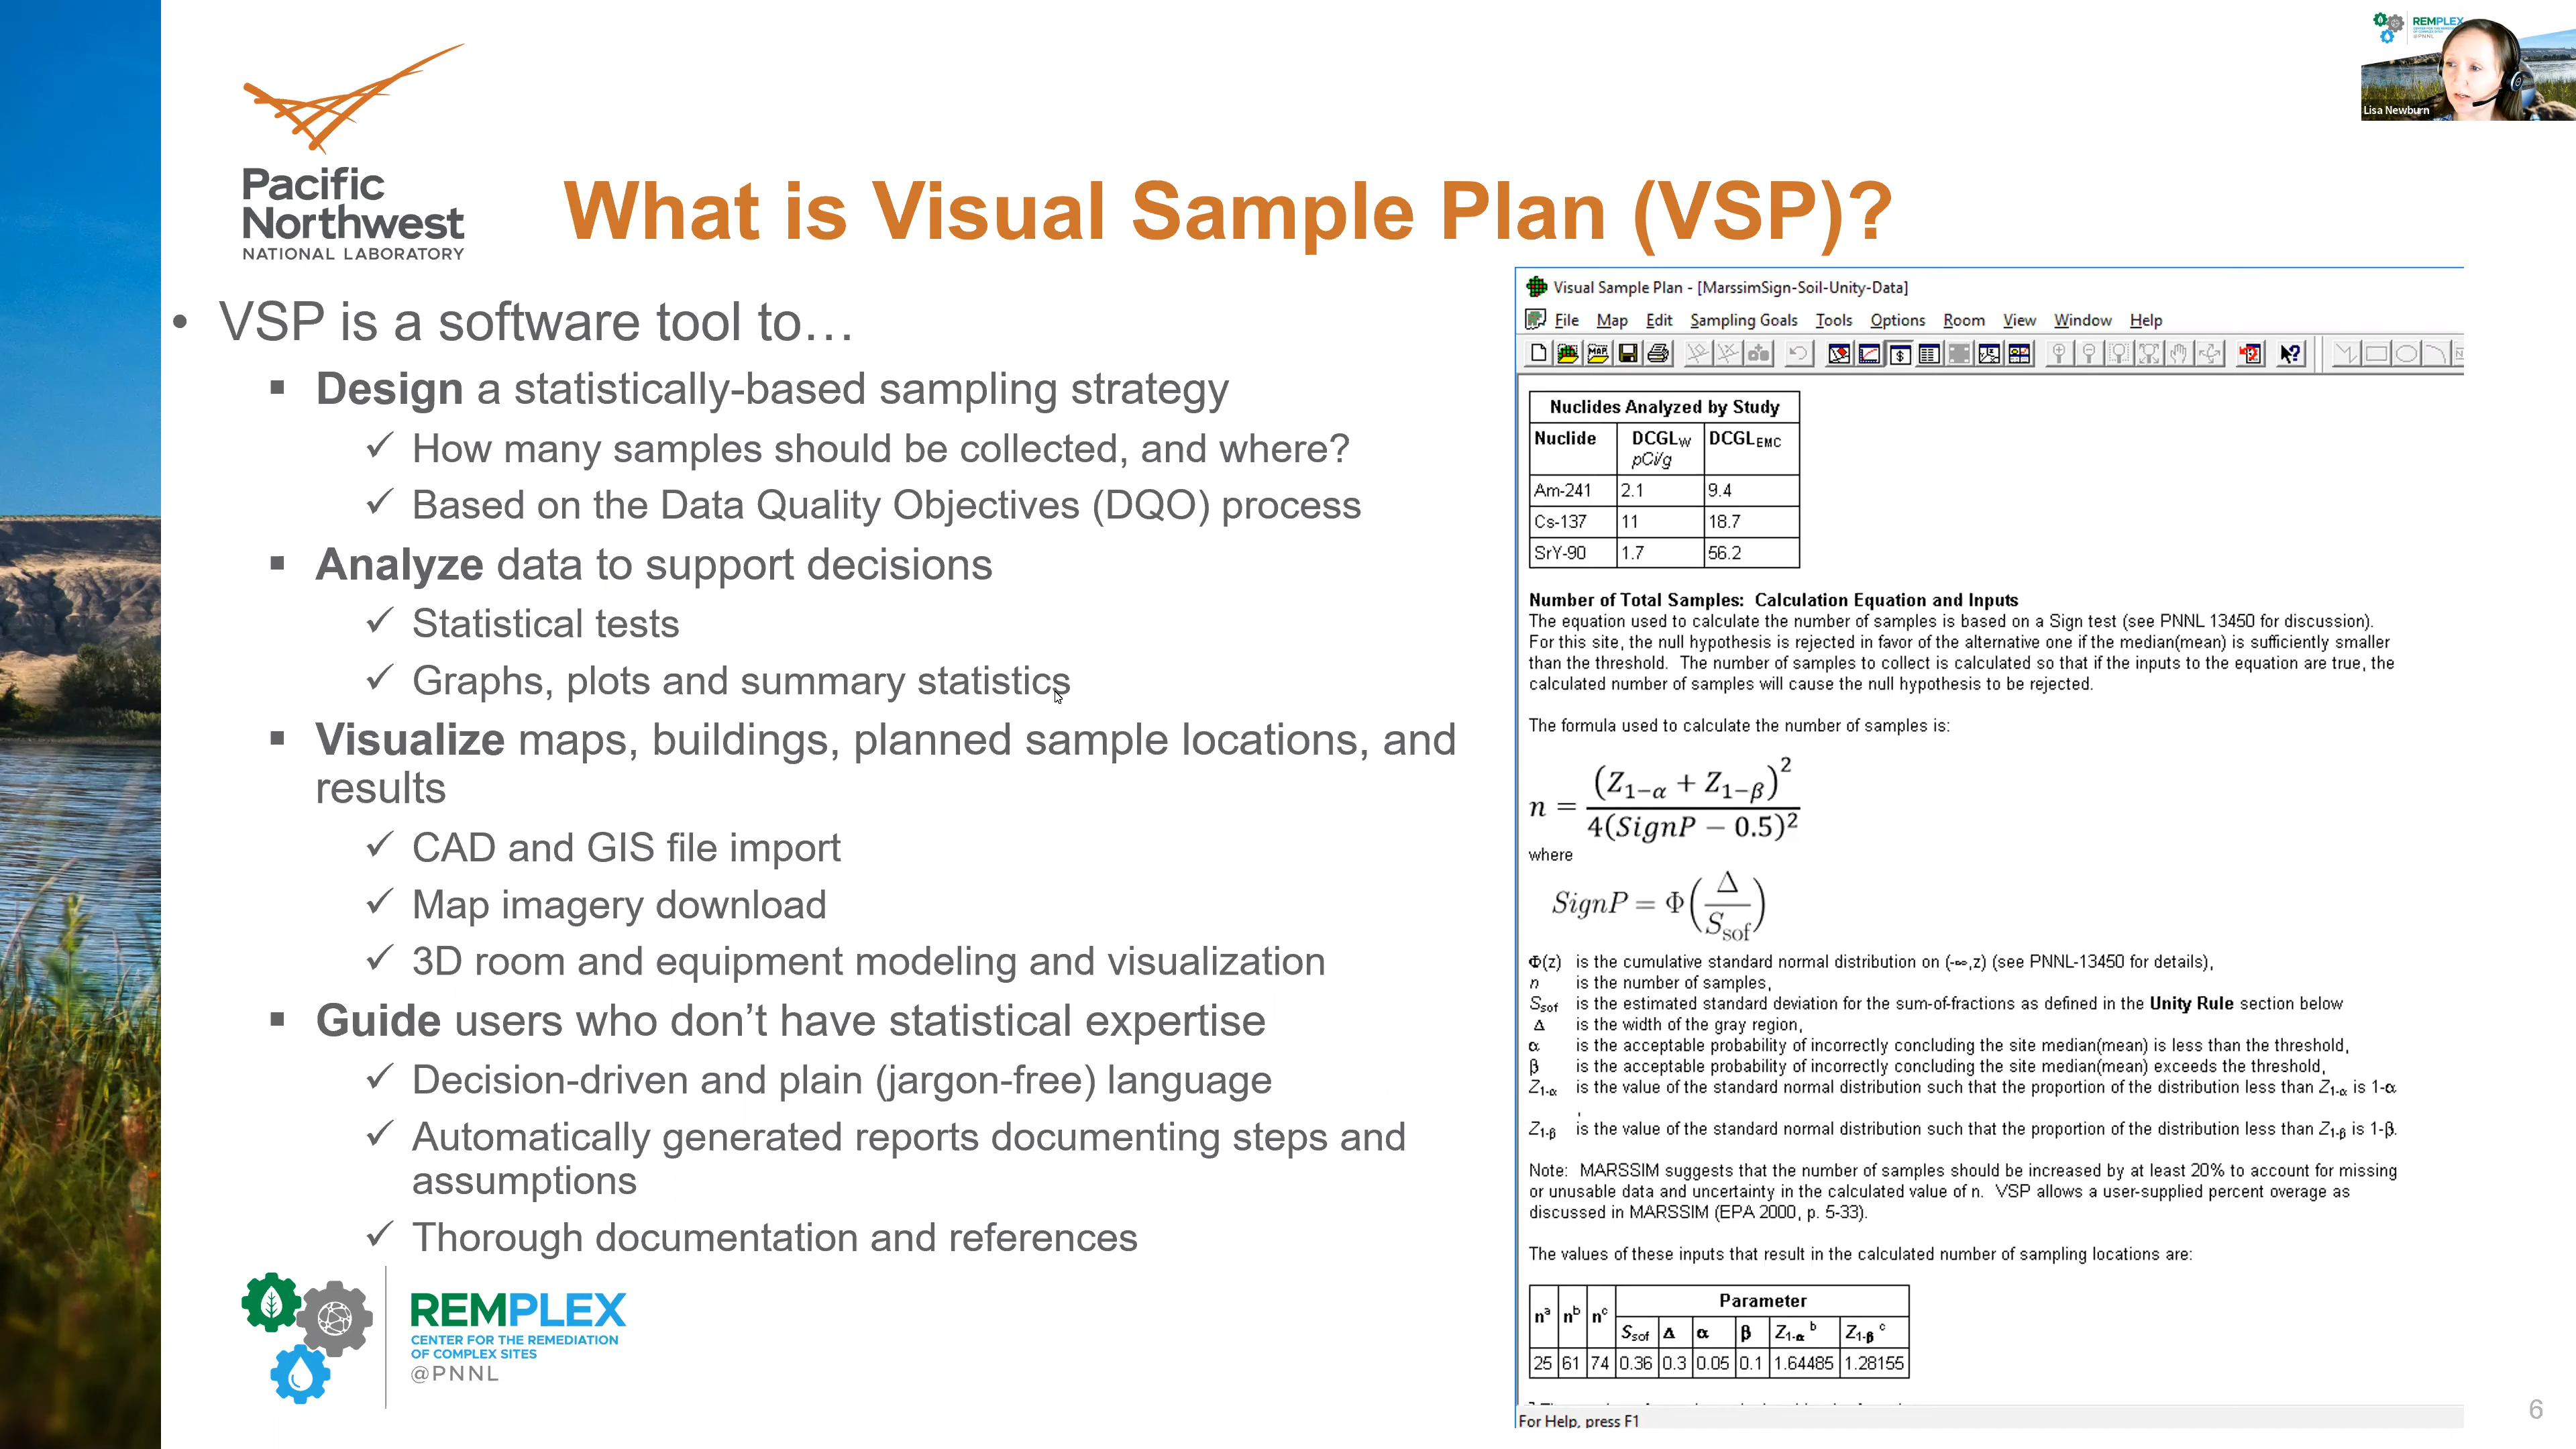 REMPLEX
@PNNL
Lisa Newburn
Pacific
Northwest
NATIONAL LABORATORY
What is Visual Sample Plan (VSP)?
• VSP is a software tool to…
▪ Design a statistically-based sampling strategy
✓ How many samples should be collected, and where?
✓ Based on the Data Quality Objectives (DQO) process
▪ Analyze data to support decisions
✓ Statistical tests
✓ Graphs, plots and summary statistics
▪ Visualize maps, buildings, planned sample locations, and
results
✓ CAD and GIS file import
✓ Map imagery download
✓ 3D room and equipment modeling and visualization
▪ Guide users who don’t have statistical expertise
✓ Decision-driven and plain (jargon-free) language
✓ Automatically generated reports documenting steps and
assumptions
✓ Thorough documentation and references
REMPLEX
CENTER FOR THE REMEDIATION
OF COMPLEX SITES
@PNNL
Visual Sample Plan - [MarssimSign-Soil-Unity-Data]
File Map Edit Sampling Goals Tools Options Room View Window Help
Nuclides Analyzed by Study
Nuclide DCGLW DCGLEMC
pCi/g
Am-241 2.1 9.4
Cs-137 11 18.7
SrY-90 1.7 56.2
Number of Total Samples: Calculation Equation and Inputs
The equation used to calculate the number of samples is based on a Sign test (see PNNL 13450 for discussion).
For this site, the null hypothesis is rejected in favor of the alternative one if the median(mean) is sufficiently smaller
than the threshold. The number of samples to collect is calculated so that if the inputs to the equation are true, the
calculated number of samples will cause the null hypothesis to be rejected.
The formula used to calculate the number of samples is:
n = (Z1−α + Z1−β)² / 4(SignP − 0.5)²
where
SignP = Φ(Δ / Ssof)
Φ(z) is the cumulative standard normal distribution on (-∞,z) (see PNNL-13450 for details),
n is the number of samples,
Ssof is the estimated standard deviation for the sum-of-fractions as defined in the Unity Rule section below
Δ is the width of the gray region,
α is the acceptable probability of incorrectly concluding the site median(mean) is less than the threshold,
β is the acceptable probability of incorrectly concluding the site median(mean) exceeds the threshold,
Z1-α is the value of the standard normal distribution such that the proportion of the distribution less than Z1-α is 1-α
,
Z1-β is the value of the standard normal distribution such that the proportion of the distribution less than Z1-β is 1-β.
Note: MARSSIM suggests that the number of samples should be increased by at least 20% to account for missing
or unusable data and uncertainty in the calculated value of n. VSP allows a user-supplied percent overage as
discussed in MARSSIM (EPA 2000, p. 5-33).
The values of these inputs that result in the calculated number of sampling locations are:
na nb nc Parameter
Ssof Δ α β Z1-α b Z1-β c
25 61 74 0.36 0.3 0.05 0.1 1.64485 1.28155
For Help, press F1
6